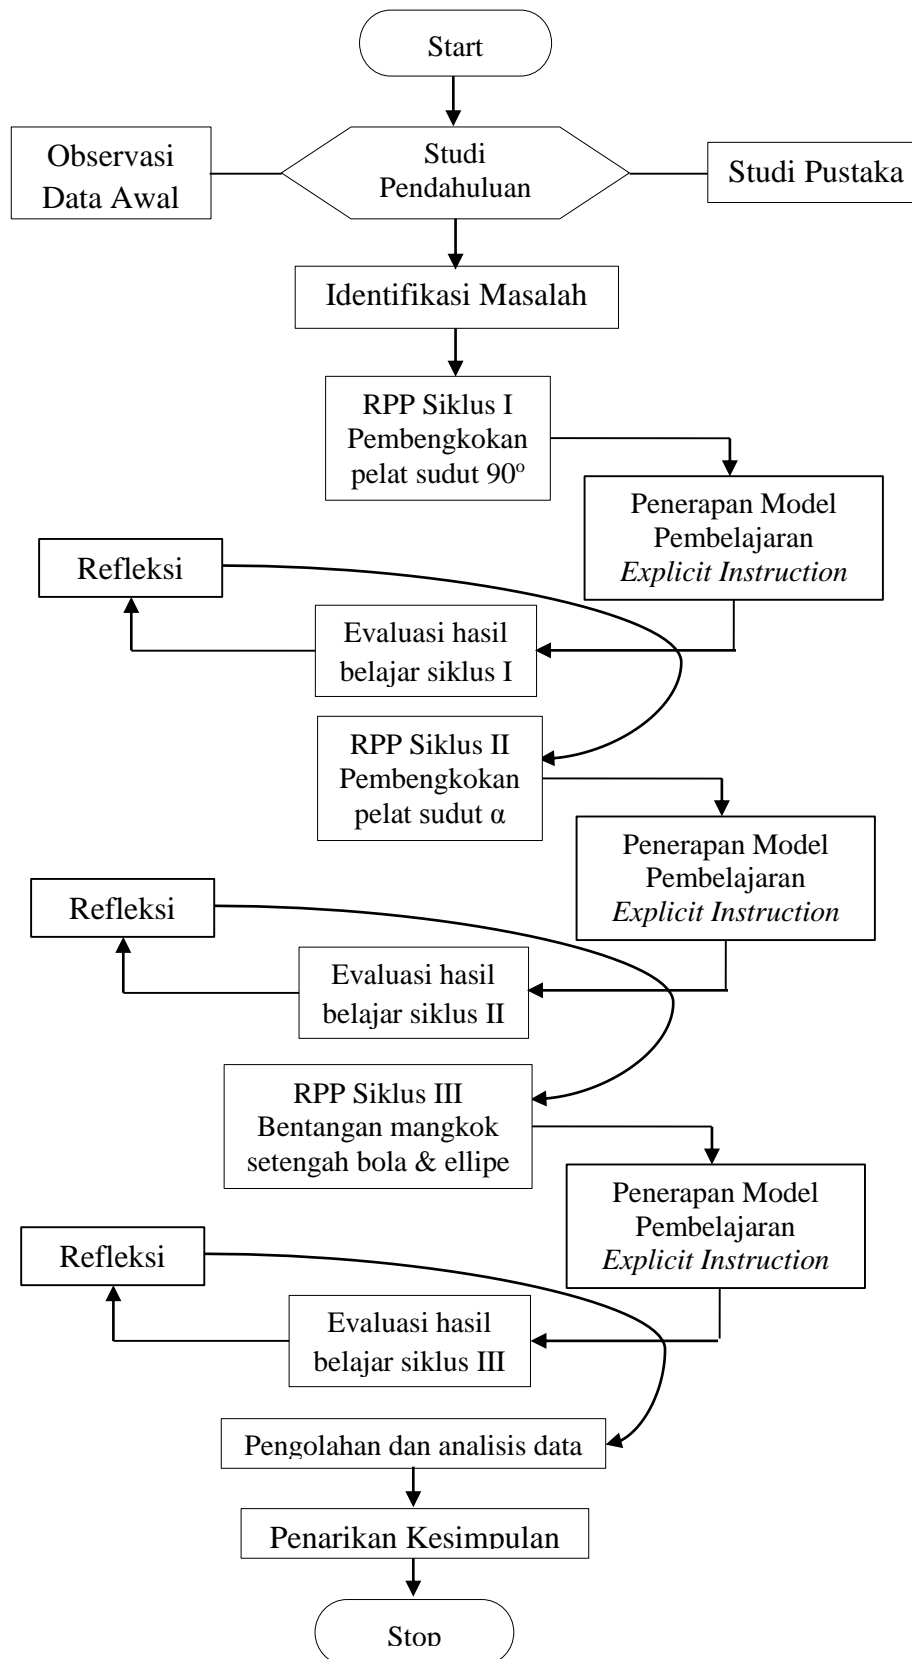 Start
Observasi
Data Awal
Studi
Pendahuluan
Studi Pustaka
Identifikasi Masalah
RPP Siklus I
Pembengkokan
pelat sudut 90º
Penerapan Model
Pembelajaran
Explicit Instruction
Refleksi
Evaluasi hasil
belajar siklus I
RPP Siklus II
Pembengkokan
pelat sudut α
Penerapan Model
Pembelajaran
Explicit Instruction
Refleksi
Evaluasi hasil
belajar siklus II
RPP Siklus III
Bentangan mangkok
setengah bola & ellipe
Penerapan Model
Pembelajaran
Explicit Instruction
Refleksi
Evaluasi hasil
belajar siklus III
Pengolahan dan analisis data
Penarikan Kesimpulan
Stop